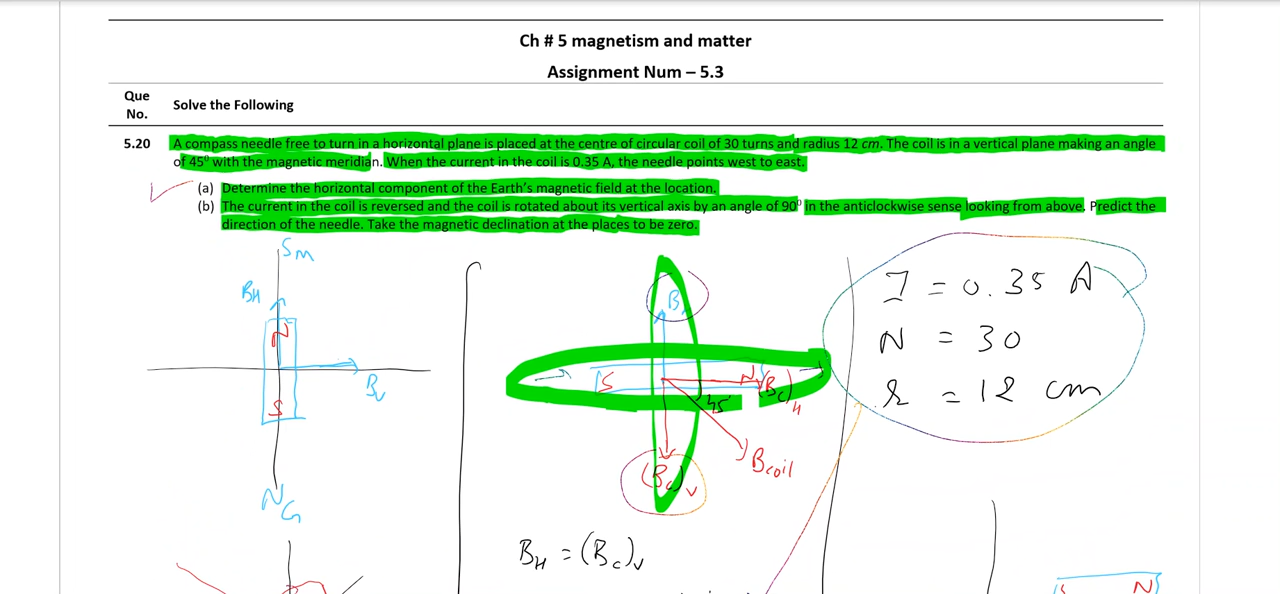 Ch # 5 magnetism and matter
Assignment Num – 5.3
Que No.
Solve the Following
5.20 A compass needle free to turn in a horizontal plane is placed at the centre of circular coil of 30 turns and radius 12 cm. The coil is in a vertical plane making an angle
of 45⁰ with the magnetic meridian. When the current in the coil is 0.35 A, the needle points west to east.
(a) Determine the horizontal component of the Earth's magnetic field at the location.
(b) The current in the coil is reversed and the coil is rotated about its vertical axis by an angle of 90⁰ in the anticlockwise sense looking from above. Predict the
direction of the needle. Take the magnetic declination at the places to be zero.
Sm
BH
N
Bv
S
NG
B
S N (Bc)H
45
Bcoil
(Bc)v
BH = (Bc)v
I = 0.35 A
N = 30
r = 12 cm
S N